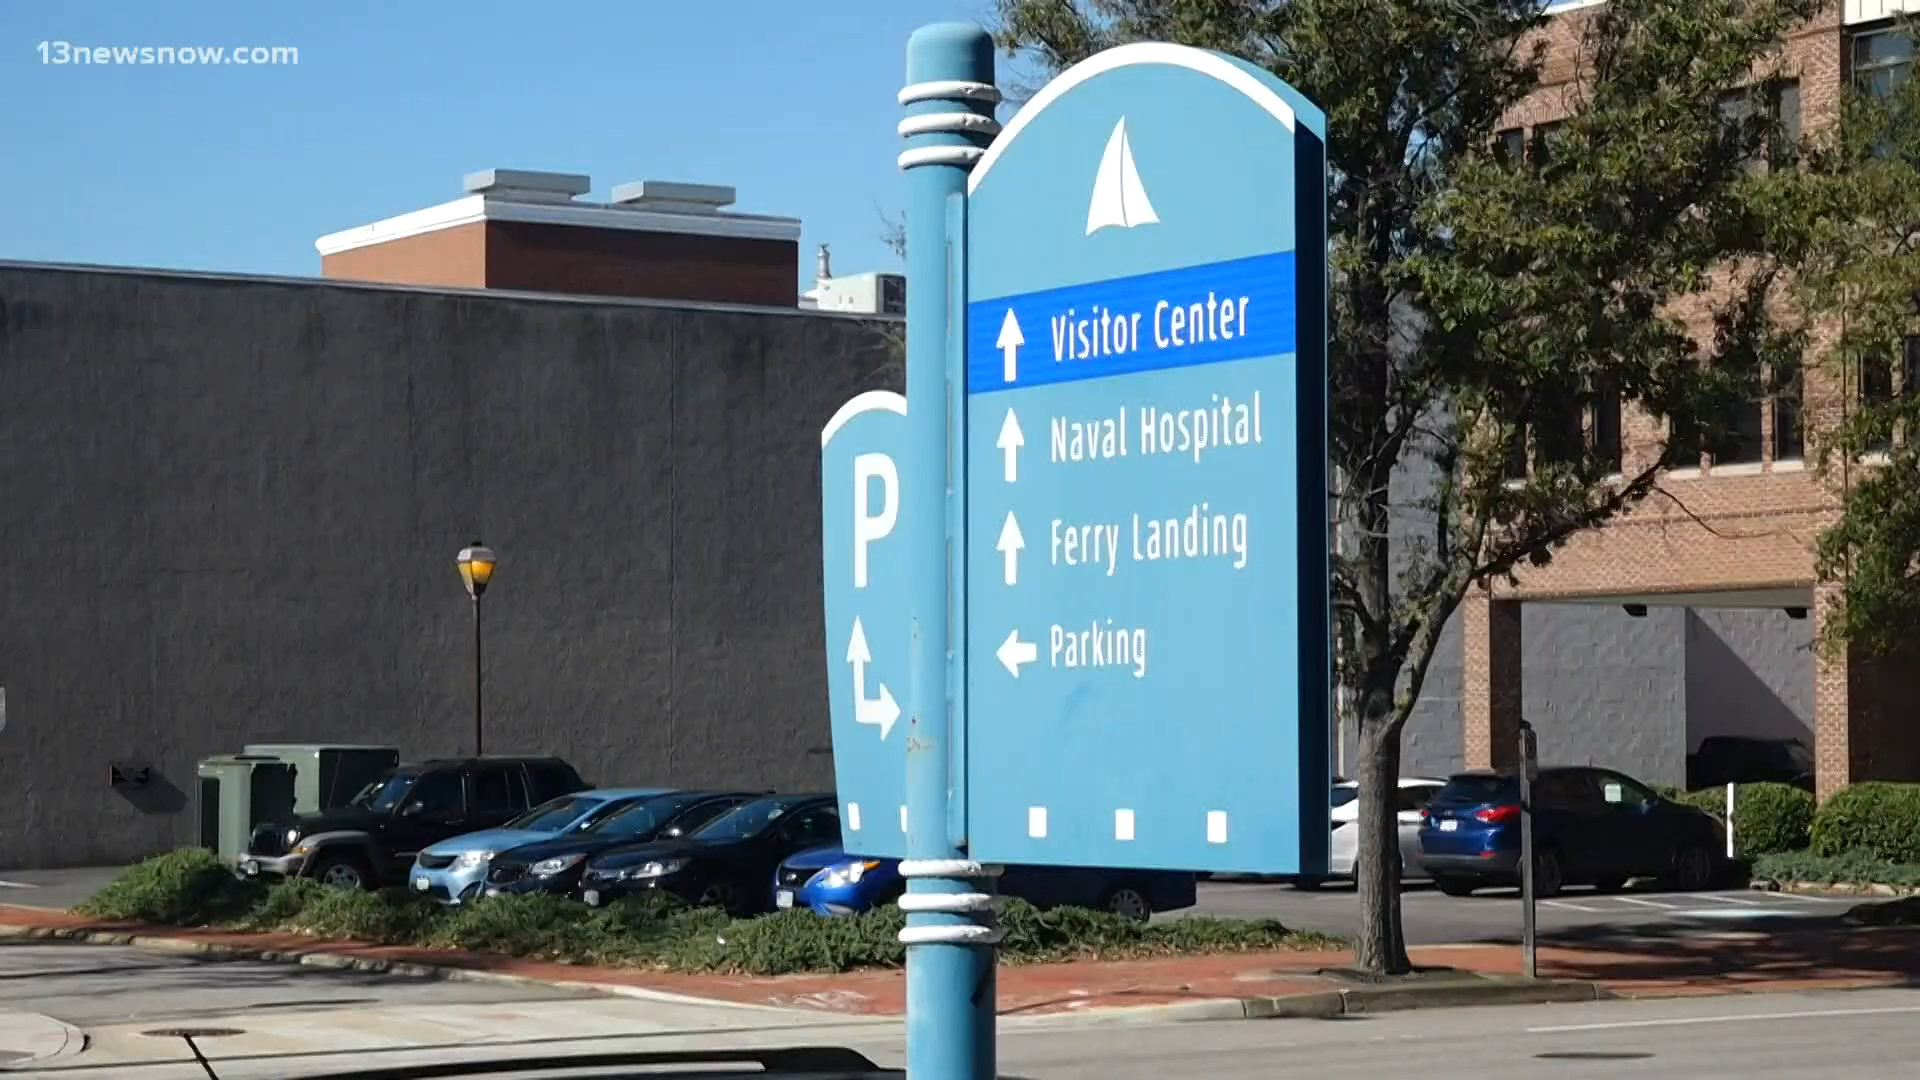 13newsnow.com
Visitor Center
Naval Hospital
Ferry Landing
Parking
P